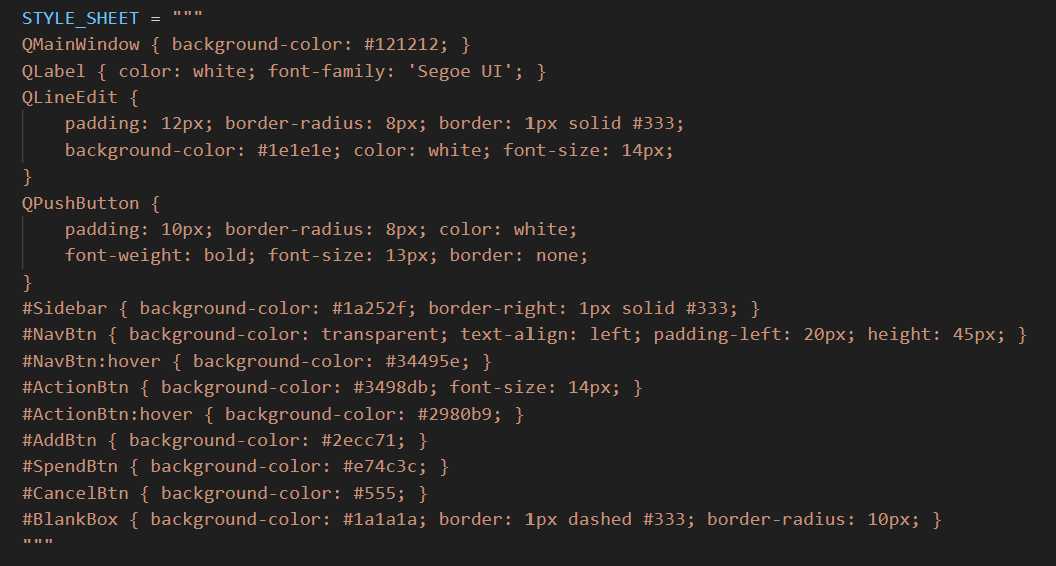 STYLE_SHEET = """
QMainWindow { background-color: #121212; }
QLabel { color: white; font-family: 'Segoe UI'; }
QLineEdit {
    padding: 12px; border-radius: 8px; border: 1px solid #333;
    background-color: #1e1e1e; color: white; font-size: 14px;
}
QPushButton {
    padding: 10px; border-radius: 8px; color: white;
    font-weight: bold; font-size: 13px; border: none;
}
#Sidebar { background-color: #1a252f; border-right: 1px solid #333; }
#NavBtn { background-color: transparent; text-align: left; padding-left: 20px; height: 45px; }
#NavBtn:hover { background-color: #34495e; }
#ActionBtn { background-color: #3498db; font-size: 14px; }
#ActionBtn:hover { background-color: #2980b9; }
#AddBtn { background-color: #2ecc71; }
#SpendBtn { background-color: #e74c3c; }
#CancelBtn { background-color: #555; }
#BlankBox { background-color: #1a1a1a; border: 1px dashed #333; border-radius: 10px; }
"""